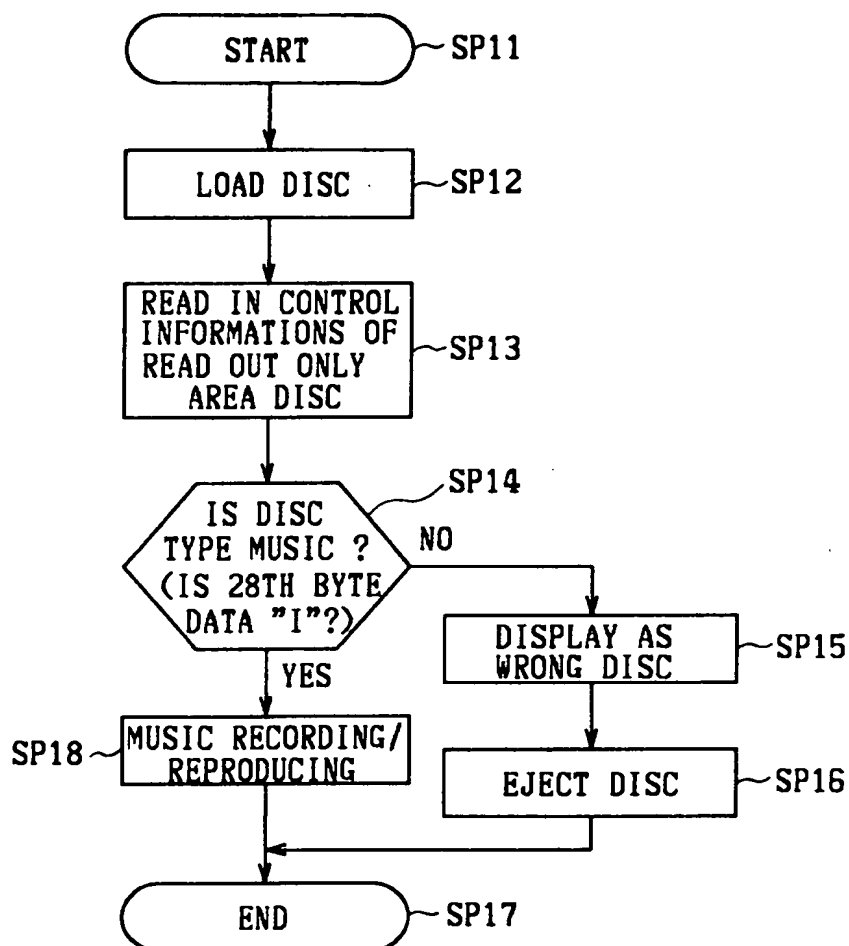 START
SP11
LOAD DISC
SP12
READ IN CONTROL
INFORMATIONS OF
READ OUT ONLY
AREA DISC
SP13
SP14
IS DISC
TYPE MUSIC ?
(IS 28TH BYTE
DATA "I"?)
NO
YES
DISPLAY AS
WRONG DISC
SP15
SP18
MUSIC RECORDING/
REPRODUCING
EJECT DISC
SP16
END
SP17